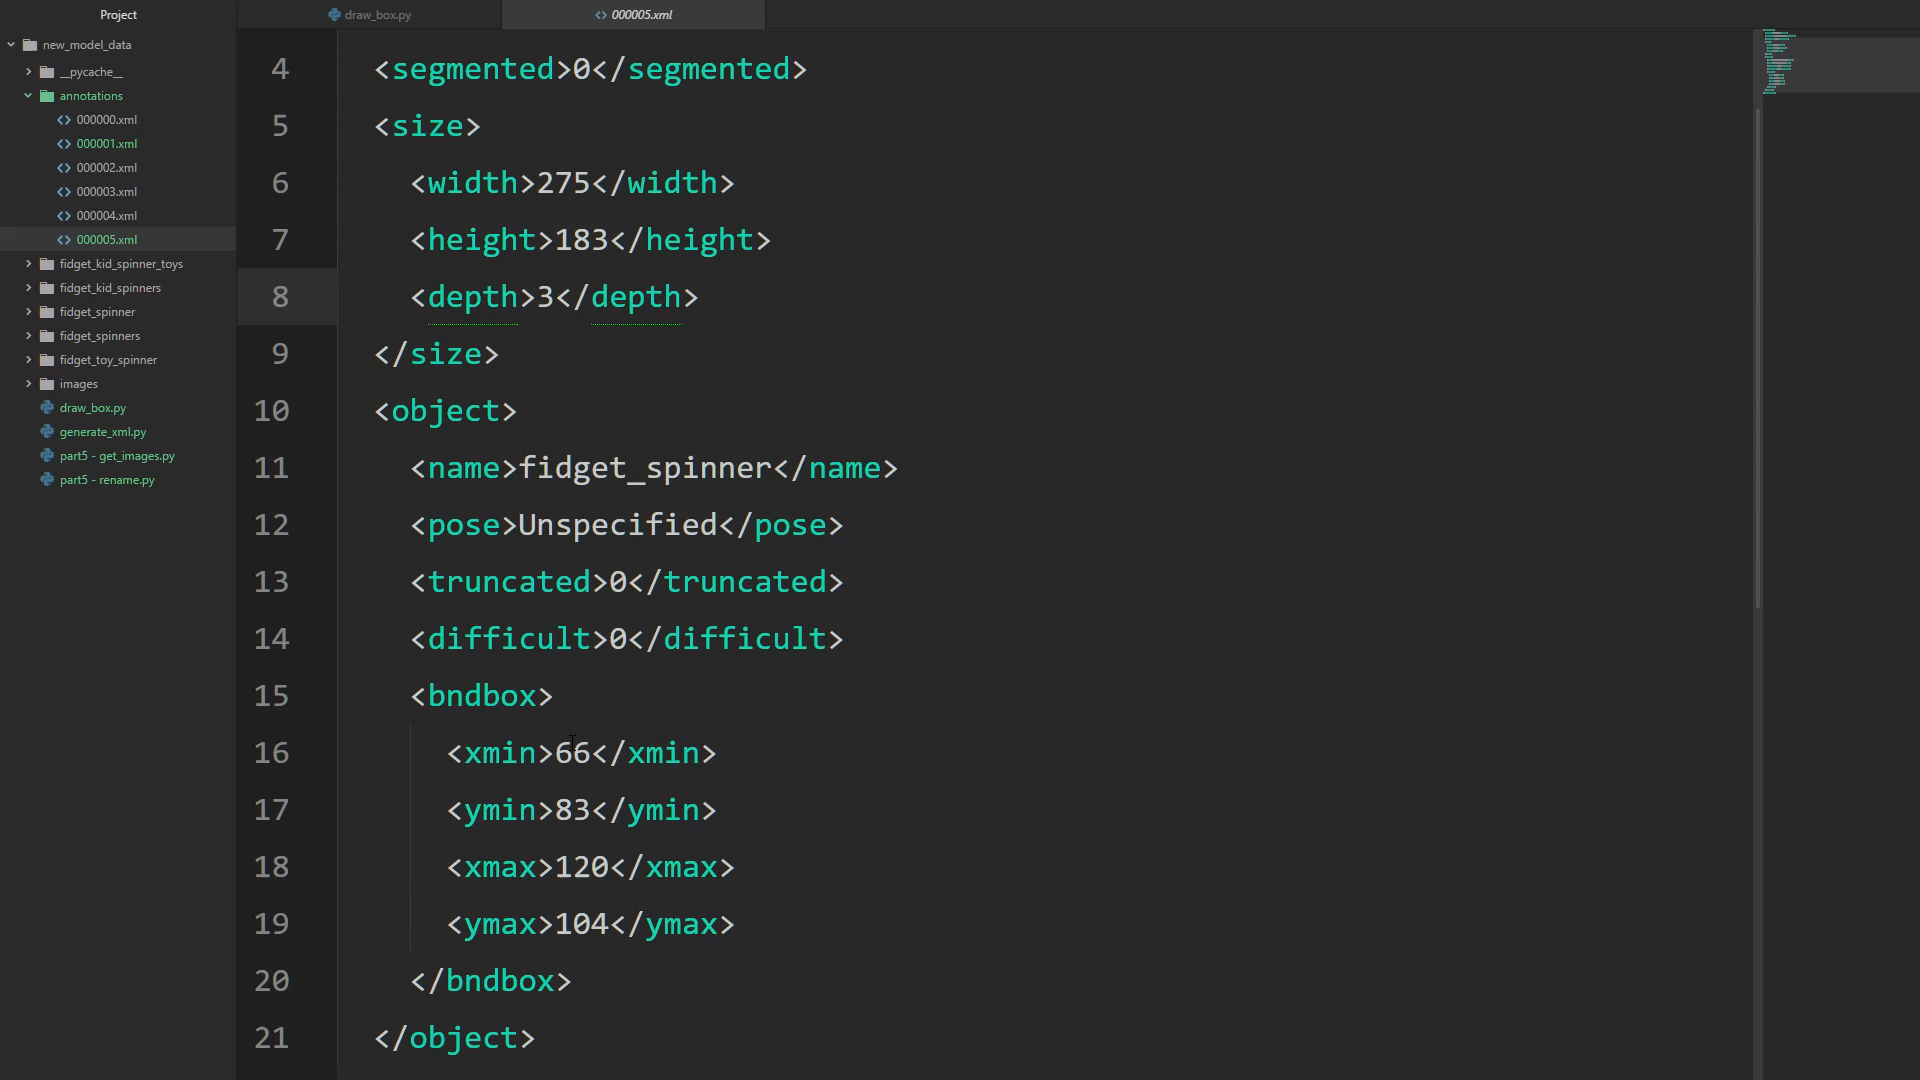 Project
draw_box.py
000005.xml
new_model_data
__pycache__
annotations
000000.xml
000001.xml
000002.xml
000003.xml
000004.xml
000005.xml
fidget_kid_spinner_toys
fidget_kid_spinners
fidget_spinner
fidget_spinners
fidget_toy_spinner
images
draw_box.py
generate_xml.py
part5 - get_images.py
part5 - rename.py
4 <segmented>0</segmented>
5 <size>
6 <width>275</width>
7 <height>183</height>
8 <depth>3</depth>
9 </size>
10 <object>
11 <name>fidget_spinner</name>
12 <pose>Unspecified</pose>
13 <truncated>0</truncated>
14 <difficult>0</difficult>
15 <bndbox>
16 <xmin>66</xmin>
17 <ymin>83</ymin>
18 <xmax>120</xmax>
19 <ymax>104</ymax>
20 </bndbox>
21 </object>